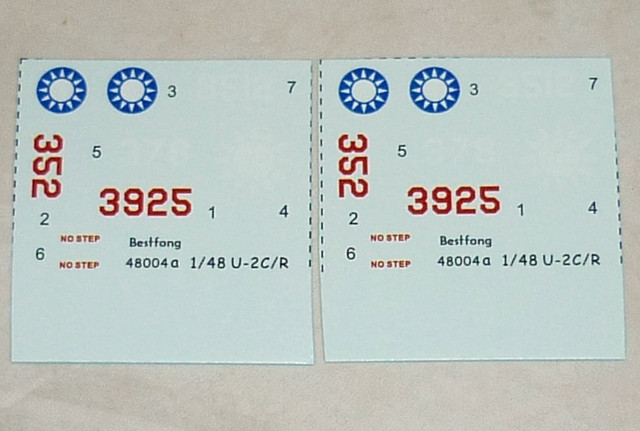 3 7
352
5
3925 1 4
2
NO STEP
Bestfong
6
NO STEP
48004a 1/48 U-2C/R
3 7
352
5
3925 1 4
2
NO STEP
Bestfong
6
NO STEP
48004a 1/48 U-2C/R